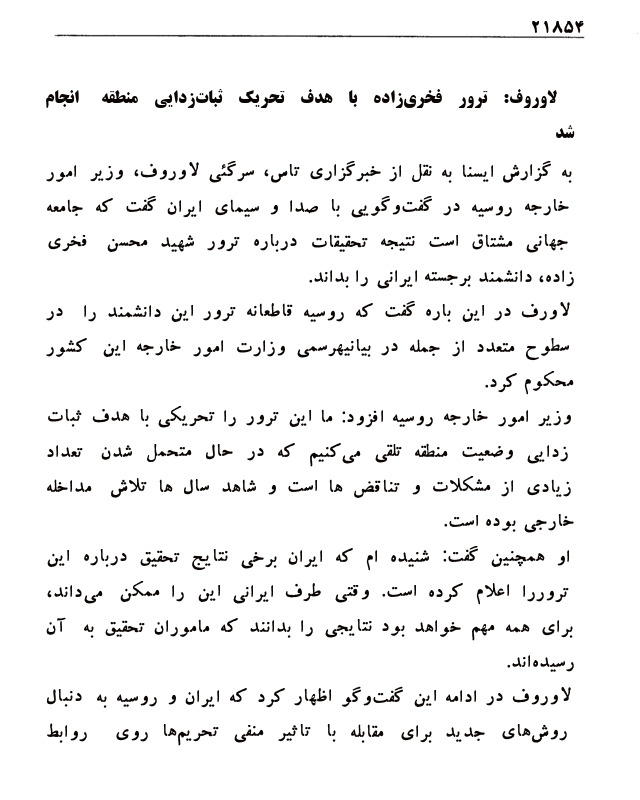 ۲۱۸۵۴
لاوروف: ترور فخری‌زاده با هدف تحریک ثبات‌زدایی منطقه انجام
شد
به گزارش ایسنا به نقل از خبرگزاری تاس، سرگئی لاوروف، وزیر امور
خارجه روسیه در گفت‌وگویی با صدا و سیمای ایران گفت که جامعه
جهانی مشتاق است نتیجه تحقیقات درباره ترور شهید محسن فخری
زاده، دانشمند برجسته ایرانی را بداند.
لاورف در این باره گفت که روسیه قاطعانه ترور این دانشمند را در
سطوح متعدد از جمله در بیانیهرسمی وزارت امور خارجه این کشور
محکوم کرد.
وزیر امور خارجه روسیه افزود: ما این ترور را تحریکی با هدف ثبات
زدایی وضعیت منطقه تلقی می‌کنیم که در حال متحمل شدن تعداد
زیادی از مشکلات و تناقض ها است و شاهد سال ها تلاش مداخله
خارجی بوده است.
او همچنین گفت: شنیده ام که ایران برخی نتایج تحقیق درباره این
تروررا اعلام کرده است. وقتی طرف ایرانی این را ممکن می‌داند،
برای همه مهم خواهد بود نتایجی را بدانند که ماموران تحقیق به آن
رسیده‌اند.
لاوروف در ادامه این گفت‌وگو اظهار کرد که ایران و روسیه به دنبال
روش‌های جدید برای مقابله با تاثیر منفی تحریم‌ها روی روابط